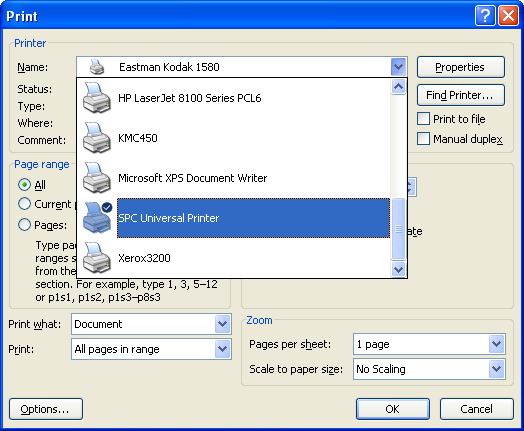 Print
Printer
Name:
Eastman Kodak 1580
Properties
Status:
HP LaserJet 8100 Series PCL6
Find Printer...
Type:
Where:
Print to file
Comment:
KMC450
Manual duplex
Page range
Microsoft XPS Document Writer
All
Current p
SPC Universal Printer
Pages:
ate
Type pag
ranges s
Xerox3200
from the
section. For example, type 1, 3, 5–12
or p1s1, p1s2, p1s3–p8s3
Print what:
Document
Zoom
Print:
All pages in range
Pages per sheet:
1 page
Scale to paper size:
No Scaling
Options...
OK
Cancel